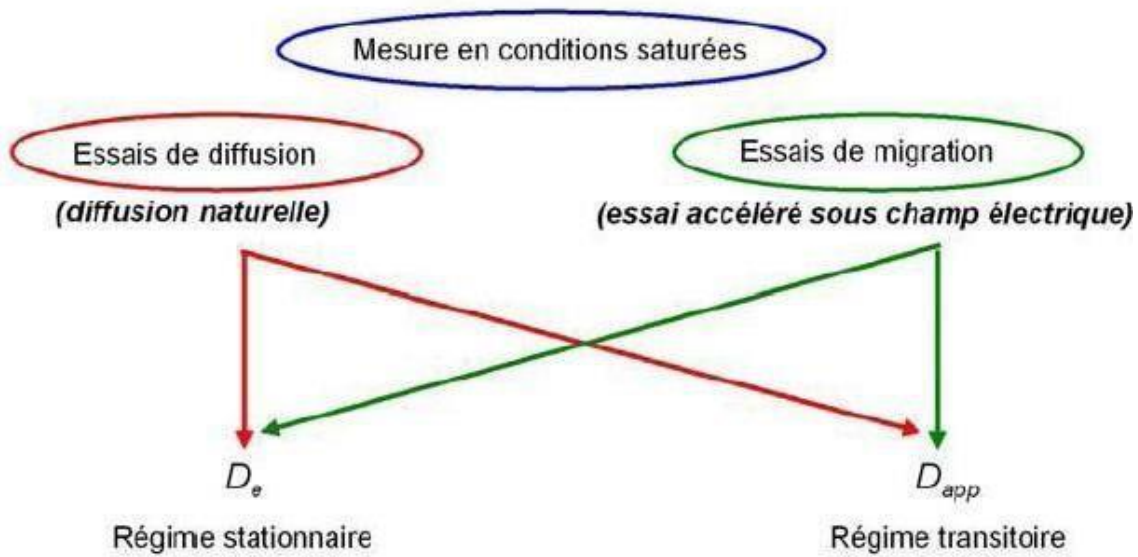 Mesure en conditions saturées
Essais de diffusion
(diffusion naturelle)
Essais de migration
(essai accéléré sous champ électrique)
De
Régime stationnaire
Dapp
Régime transitoire